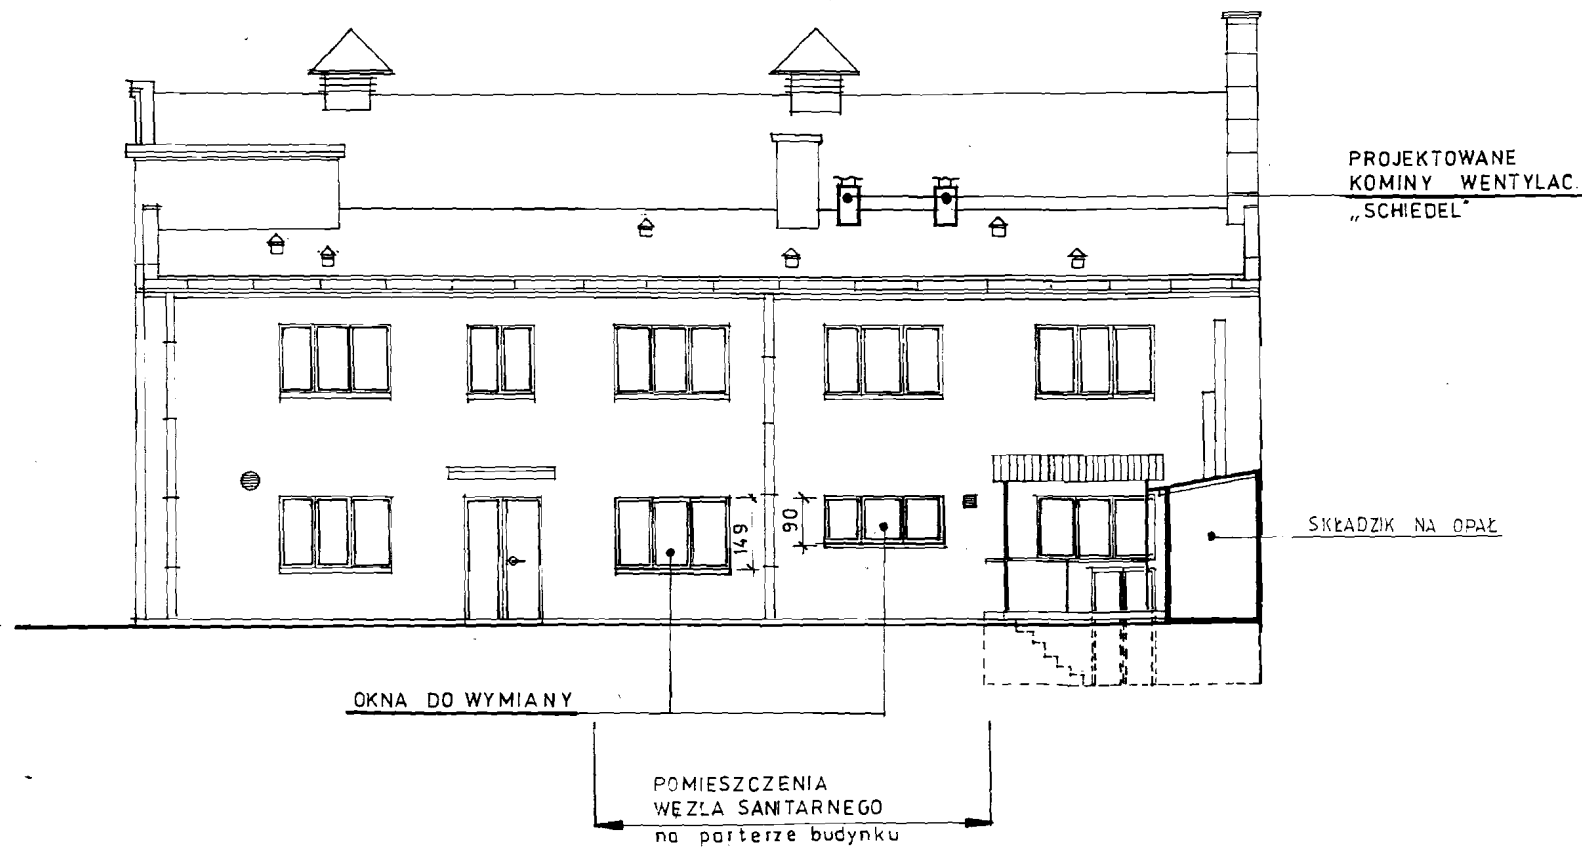 PROJEKTOWANE
KOMINY WENTYLAC.
„SCHIEDEL"
149
90
SKŁADZIK NA OPAŁ
OKNA DO WYMIANY
POMIESZCZENIA
WĘZŁA SANITARNEGO
na parterze budynku